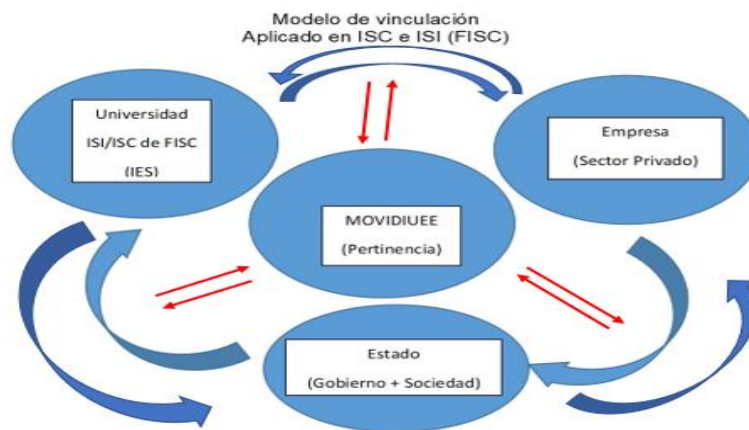 Modelo de vinculación
Aplicado en ISC e ISI (FISC)
Universidad
ISI/ISC de FISC
(IES)
Empresa
(Sector Privado)
MOVIDIUEE
(Pertinencia)
Estado
(Gobierno + Sociedad)